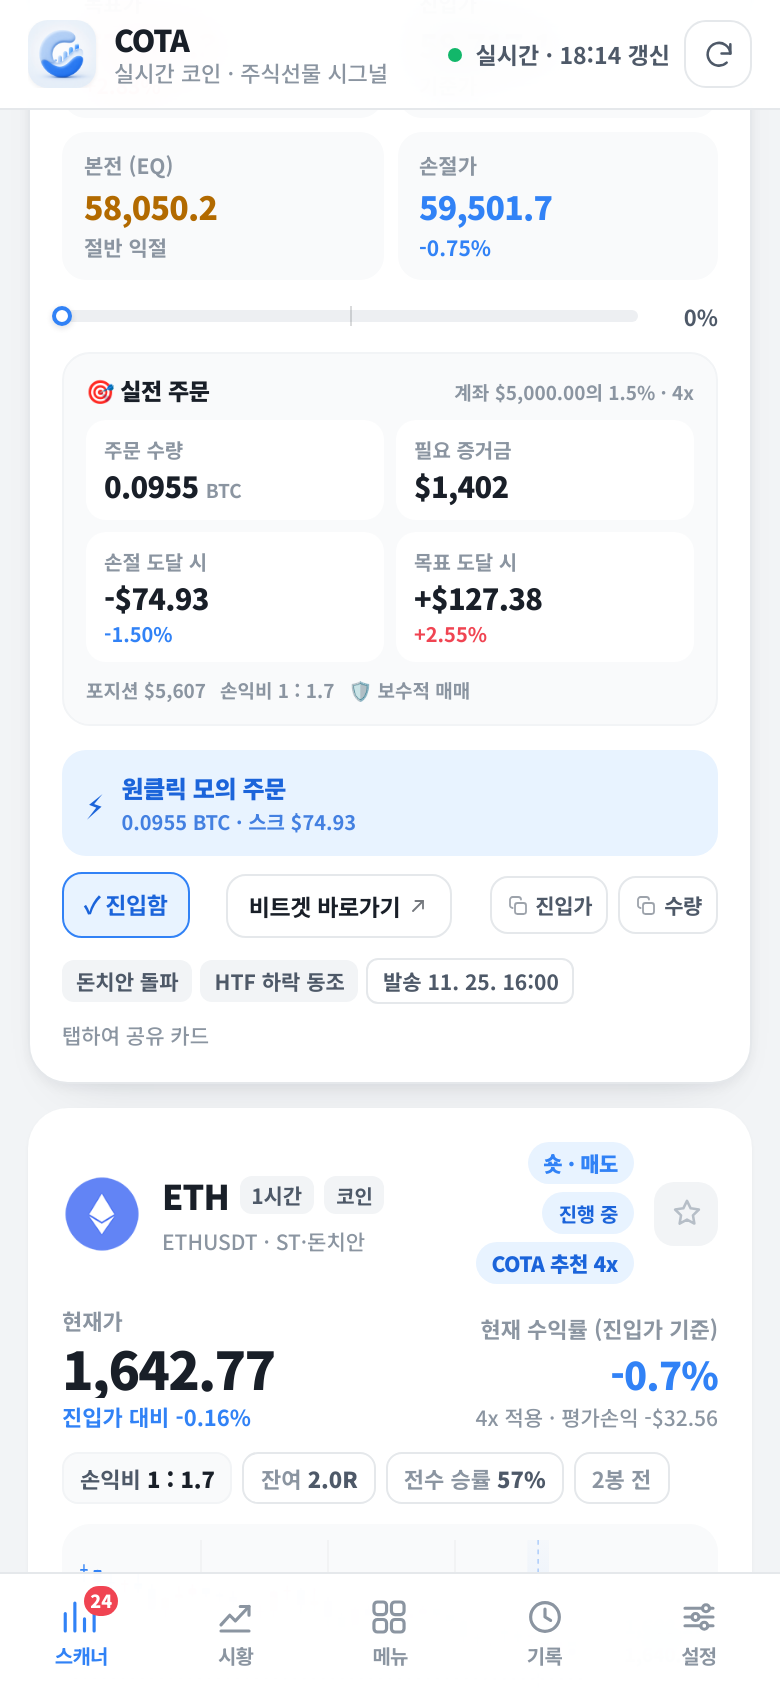 COTA
실시간 코인 · 주식선물 시그널
실시간 · 18:14 갱신
본전 (EQ)
58,050.2
절반 익절
손절가
59,501.7
-0.75%
0%
🎯 실전 주문
계좌 $5,000.00의 1.5% · 4x
주문 수량
0.0955 BTC
필요 증거금
$1,402
손절 도달 시
-$74.93
-1.50%
목표 도달 시
+$127.38
+2.55%
포지션 $5,607 손익비 1 : 1.7 🛡️ 보수적 매매
⚡ 원클릭 모의 주문
0.0955 BTC · 스크 $74.93
✓ 진입함
비트겟 바로가기 ↗
진입가
수량
돈치안 돌파
HTF 하락 동조
발송 11. 25. 16:00
탭하여 공유 카드
ETH 1시간 코인
ETHUSDT · ST·돈치안
숏 · 매도
진행 중
COTA 추천 4x
현재가
1,642.77
진입가 대비 -0.16%
현재 수익률 (진입가 기준)
-0.7%
4x 적용 · 평가손익 -$32.56
손익비 1 : 1.7
잔여 2.0R
전수 승률 57%
2봉 전
24
스캐너
시황
메뉴
기록
설정